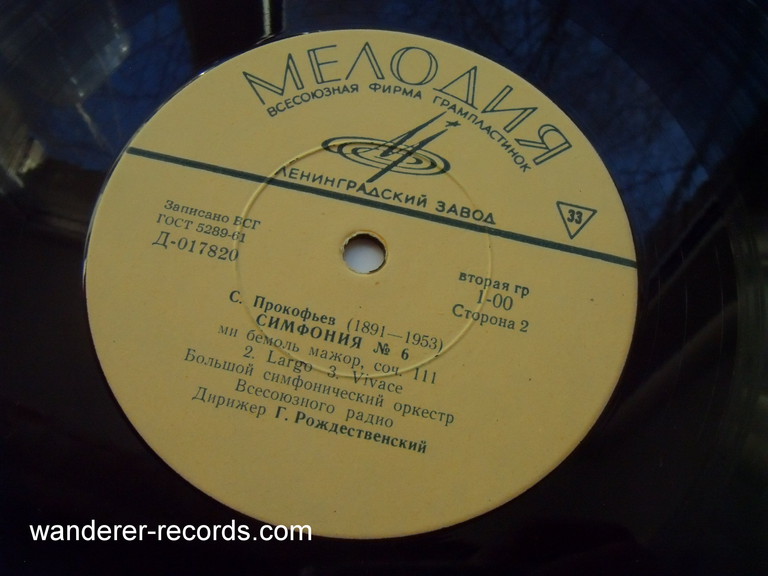 МЕЛОДИЯ
ВСЕСОЮЗНАЯ ФИРМА ГРАМПЛАСТИНОК
ЛЕНИНГРАДСКИЙ ЗАВОД
33
Записано ВСГ
ГОСТ 5289-61
Д-017820
вторая гр
1-00
Сторона 2
С. Прокофьев (1891—1953)
СИМФОНИЯ № 6
ми бемоль мажор, соч. 111
2. Largo 3. Vivace
Большой симфонический оркестр
Всесоюзного радио
Дирижер Г. Рождественский
wanderer-records.com